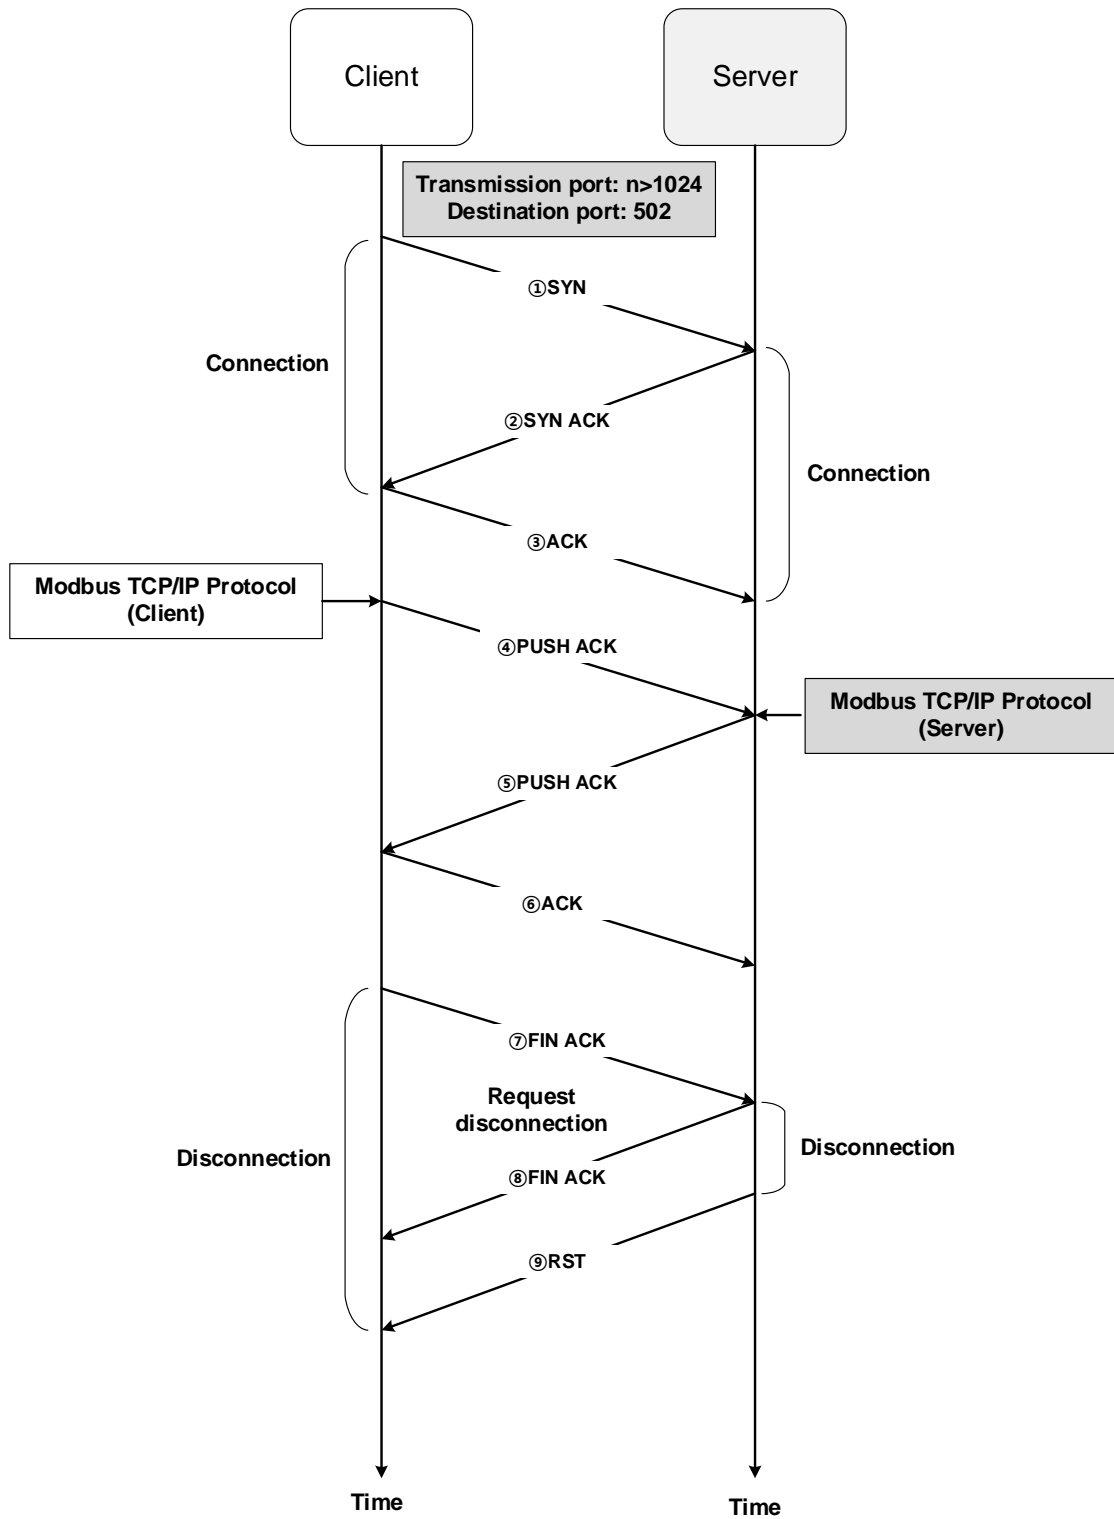 Client
Server
Transmission port: n>1024
Destination port: 502
①SYN
Connection
②SYN ACK
Connection
③ACK
Modbus TCP/IP Protocol
(Client)
④PUSH ACK
Modbus TCP/IP Protocol
(Server)
⑤PUSH ACK
⑥ACK
⑦FIN ACK
Request
disconnection
Disconnection
Disconnection
⑧FIN ACK
⑨RST
Time
Time